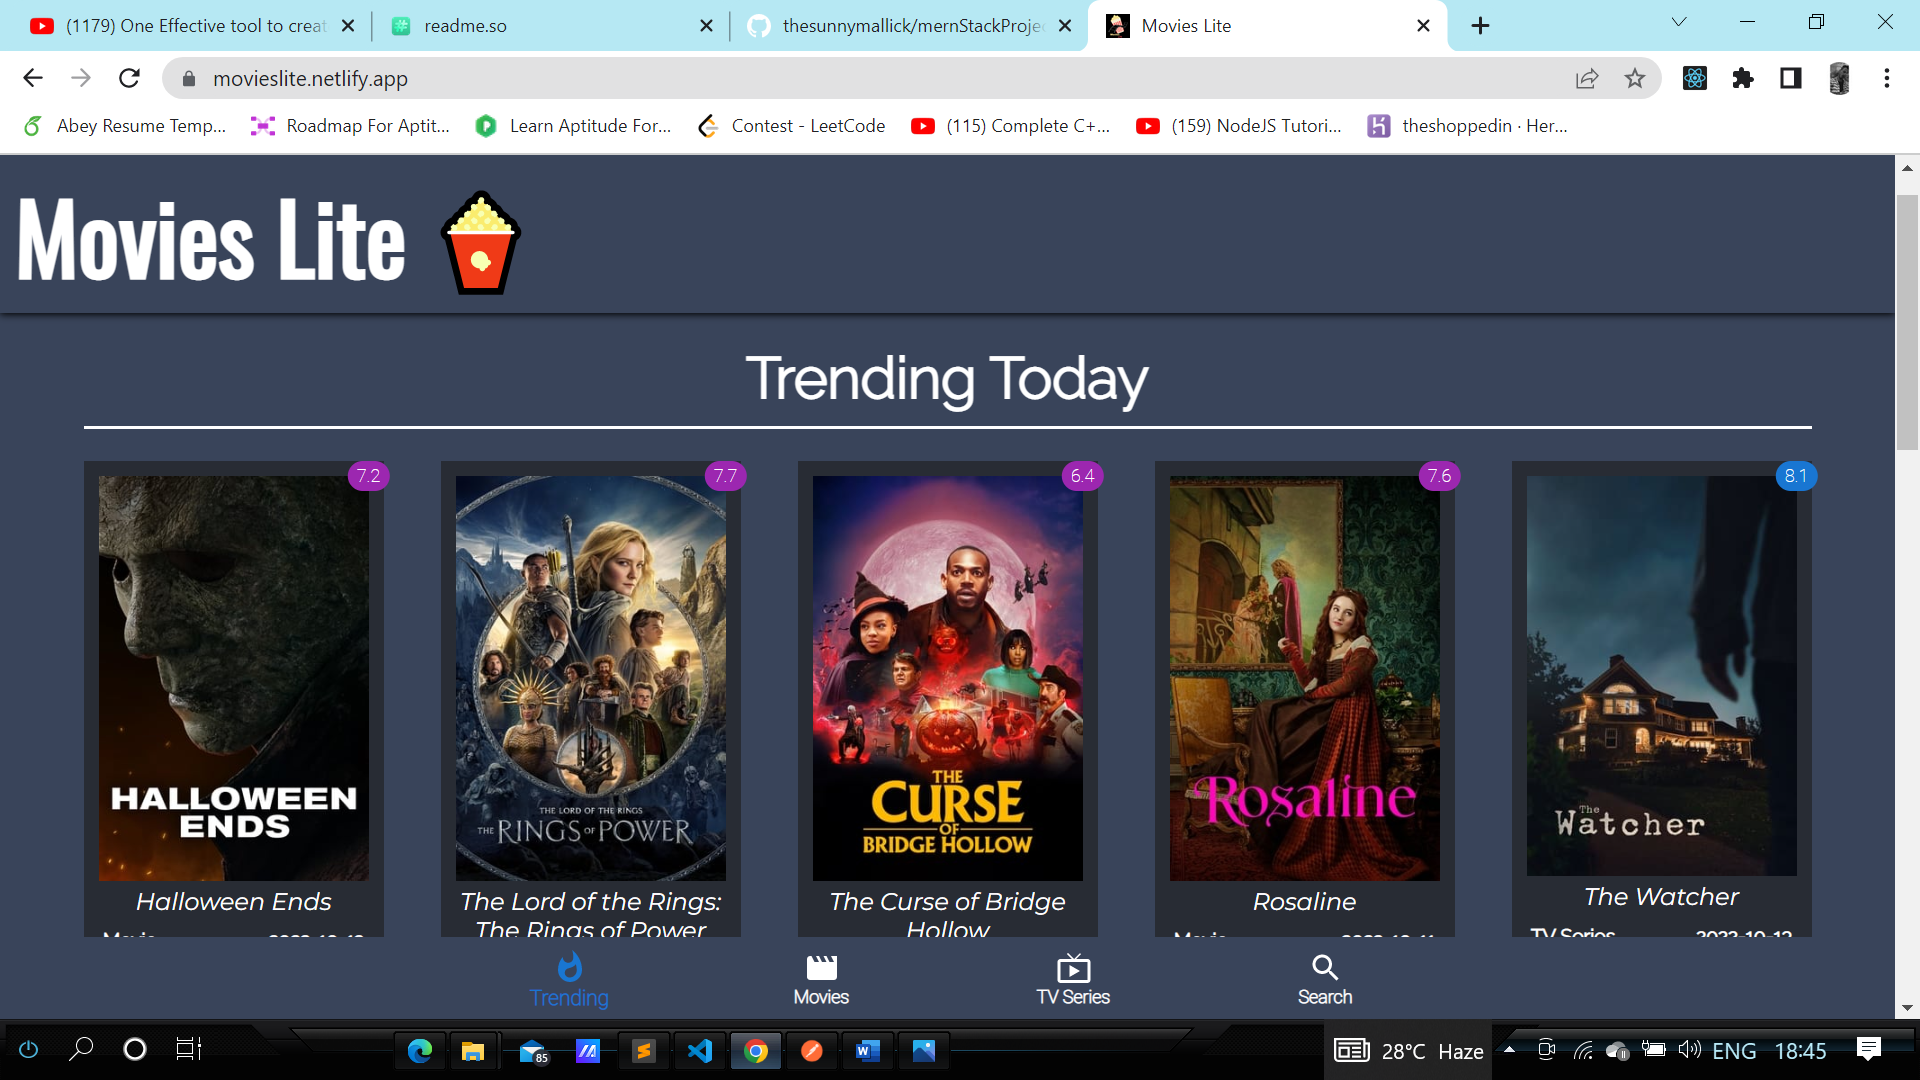 (1179) One Effective tool to creat
readme.so
thesunnymallick/mernStackProje
Movies Lite
movieslite.netlify.app
Abey Resume Temp...
Roadmap For Aptit...
Learn Aptitude For...
Contest - LeetCode
(115) Complete C+...
(159) NodeJS Tutori...
theshoppedin · Her...
Movies Lite
Trending Today
7.2
7.7
6.4
7.6
8.1
HALLOWEEN
ENDS
THE LORD OF THE RINGS
THE RINGS OF POWER
THE
CURSE
OF
BRIDGE HOLLOW
Rosaline
The
Watcher
Halloween Ends
The Lord of the Rings:
The Rings of Power
The Curse of Bridge
Hollow
Rosaline
The Watcher
Movie
TV Series
2022-10-12
Trending
Movies
TV Series
Search
85
28°C Haze
ENG
18:45